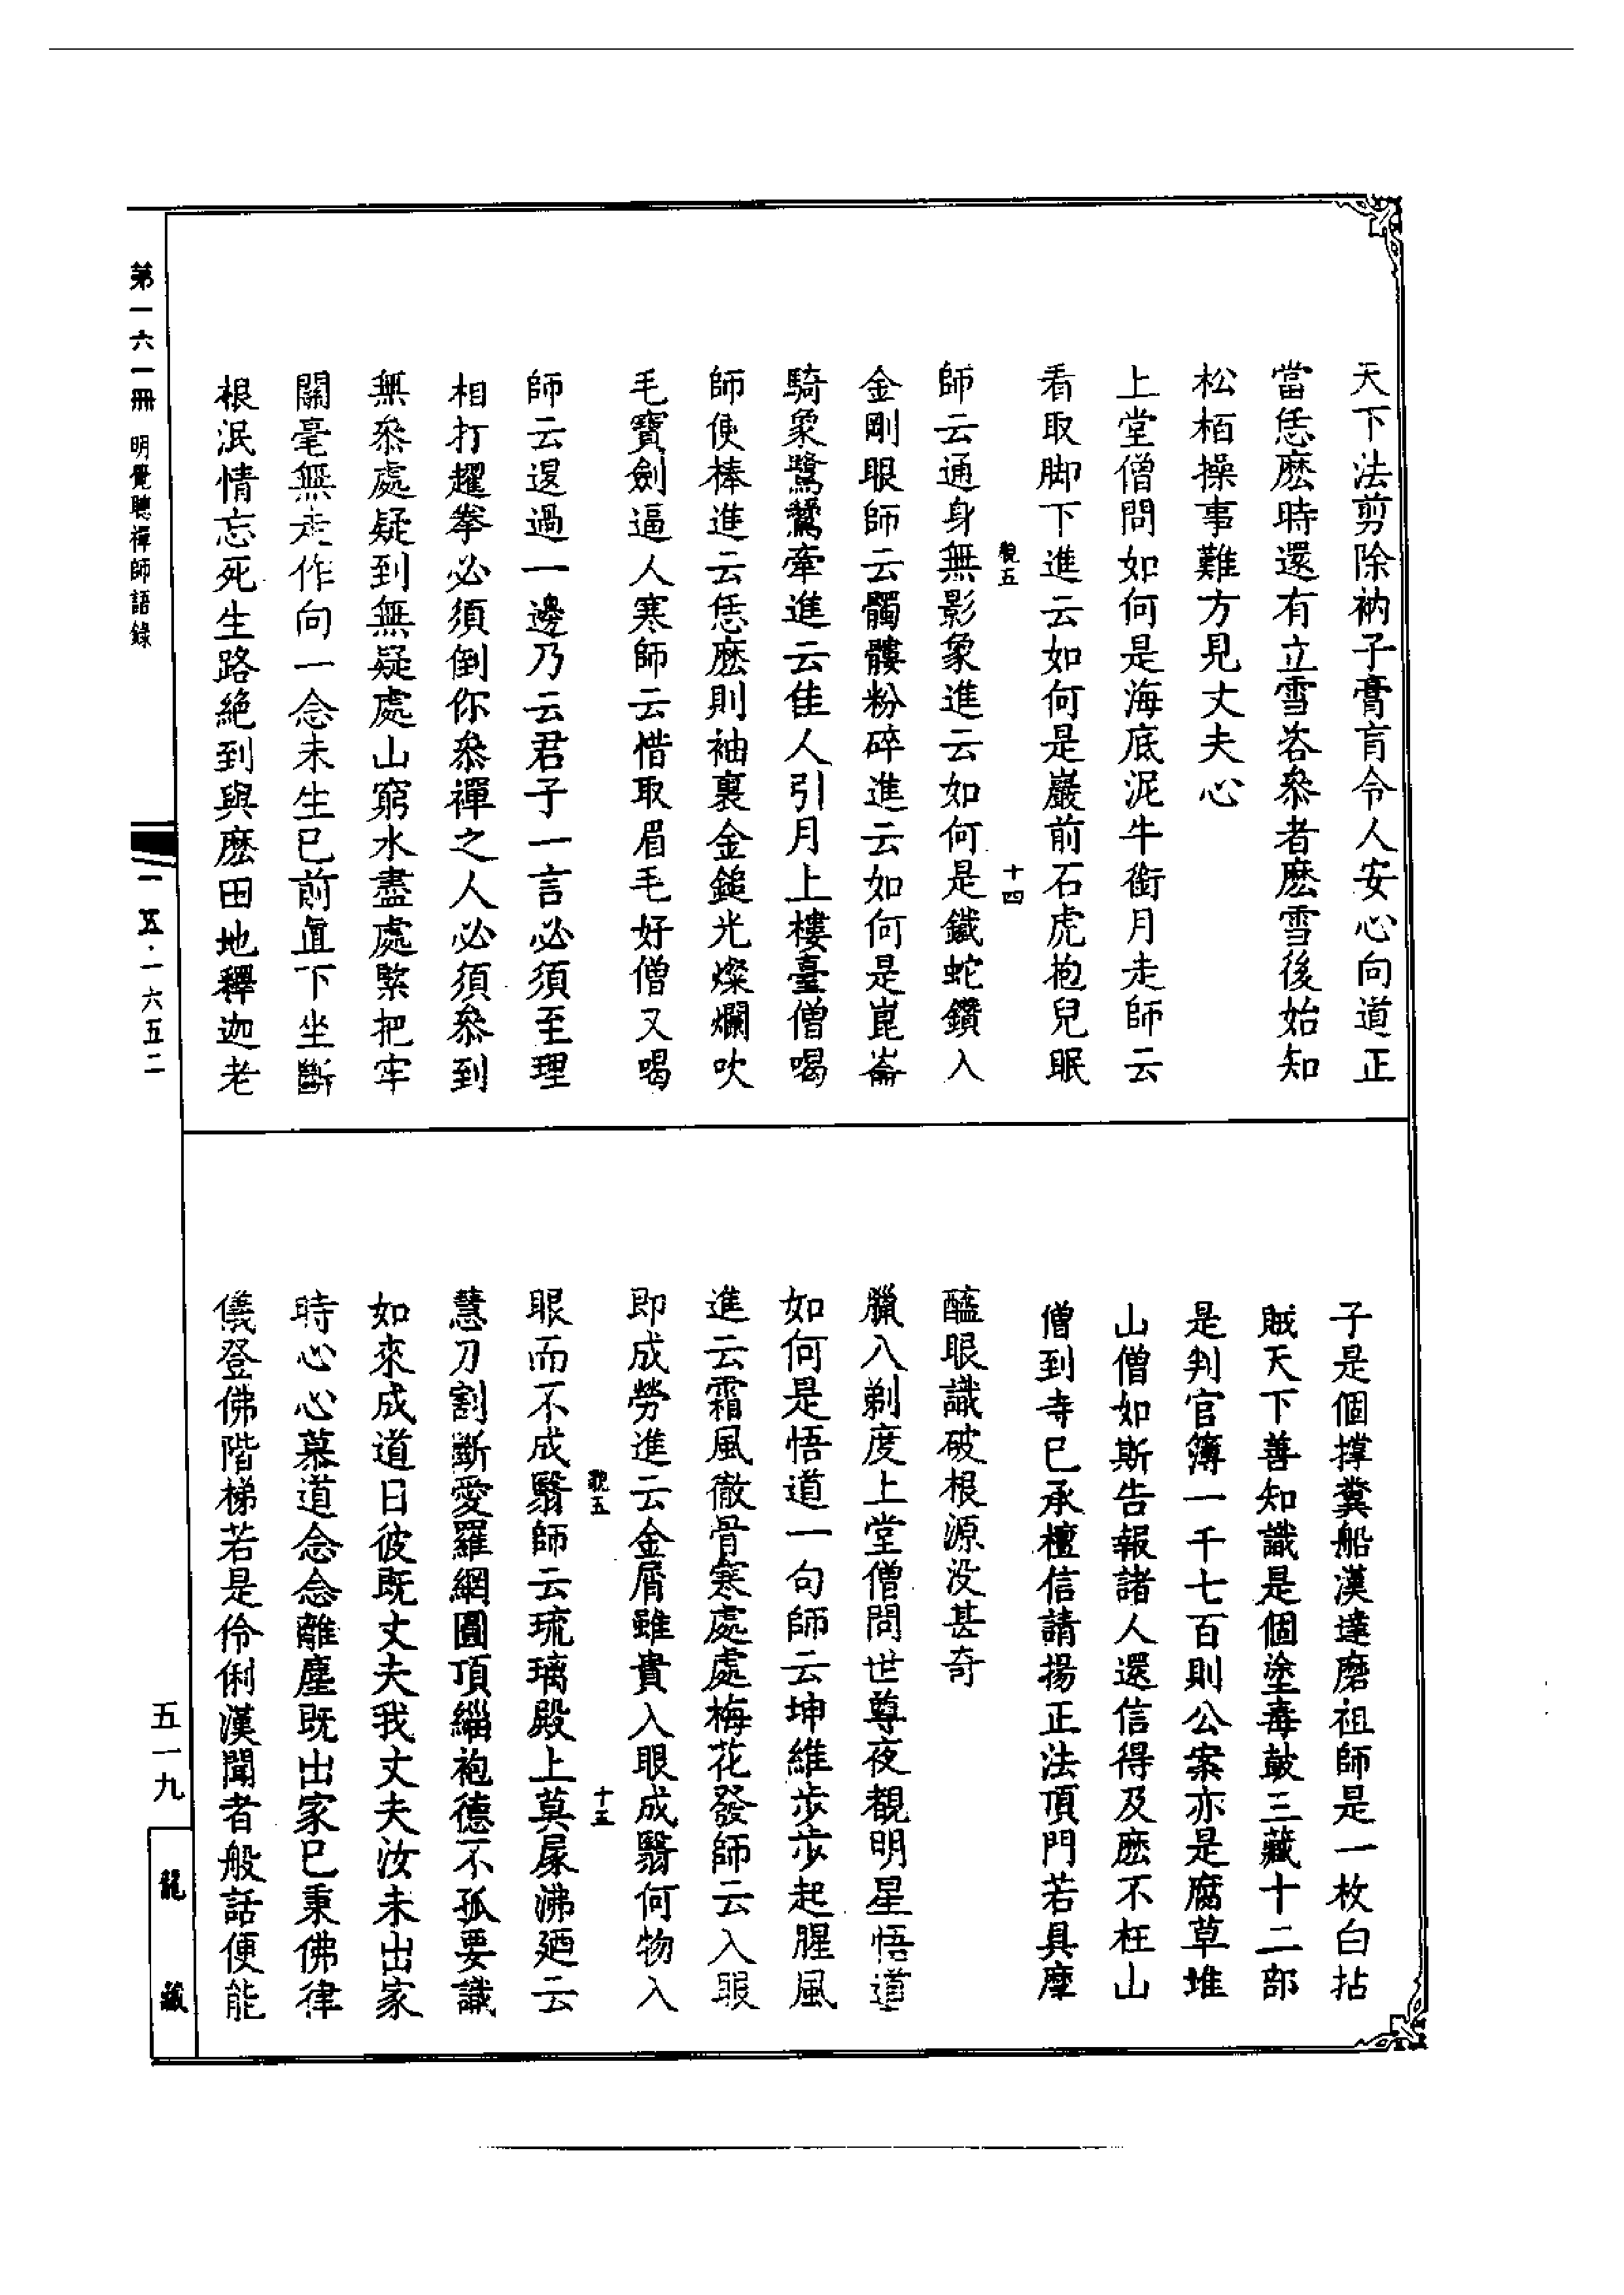 天下法剪除衲子膏肓令人安心向道正
當恁麽時還有立雪咨叅者麽雪後始知
松栢操事難方見丈夫心
上堂僧問如何是海底泥牛銜月走師云
看取脚下進云如何是巖前石虎抱兒眠
貌五
十四
師云通身無影象進云如何是鐵蛇鑽入
金剛眼師云髑髏粉碎進云如何是崑崙
騎象鷺鷥牽進云佳人引月上樓臺僧喝
師便棒進云恁麽則袖裏金鎚光燦爛吹
毛寶劍逼人寒師云惜取眉毛好僧又喝
師云逞過一邊乃云君子一言必須至理
相打趯拳必須倒你叅禪之人必須叅到
無叅處疑到無疑處山窮水盡處緊把牢
關毫無走作向一念未生已前直下坐斷
根泯情忘死生路絕到與麽田地釋迦老
子是個撑糞船漢達磨祖師是一枚白拈
賊天下善知識是個塗毒皷三藏十二部
是判官簿一千七百則公案亦是腐草堆
山僧如斯告報諸人還信得及麽不枉山
僧到寺已承檀信請揚正法頂門若具摩
醯眼識破根源没甚奇
臘八剃度上堂僧問世尊夜覩明星悟道
如何是悟道一句師云坤維步步起腥風
進云霜風徹骨寒處處梅花發師云入眼
即成勞進云金屑雖貴入眼成翳何物入
貌五
十五
眼而不成翳師云琉璃殿上莫屎沸廼云
慧刀割斷愛羅網圓頂緇袍德不孤要識
如來成道日彼既丈夫我丈夫汝未出家
時心心慕道念念離塵既出家已秉佛律
儀登佛階梯若是伶俐漢聞者般話便能
第一六一冊 明覺聰禪師語錄
一五·一六五二
五一九
龍藏